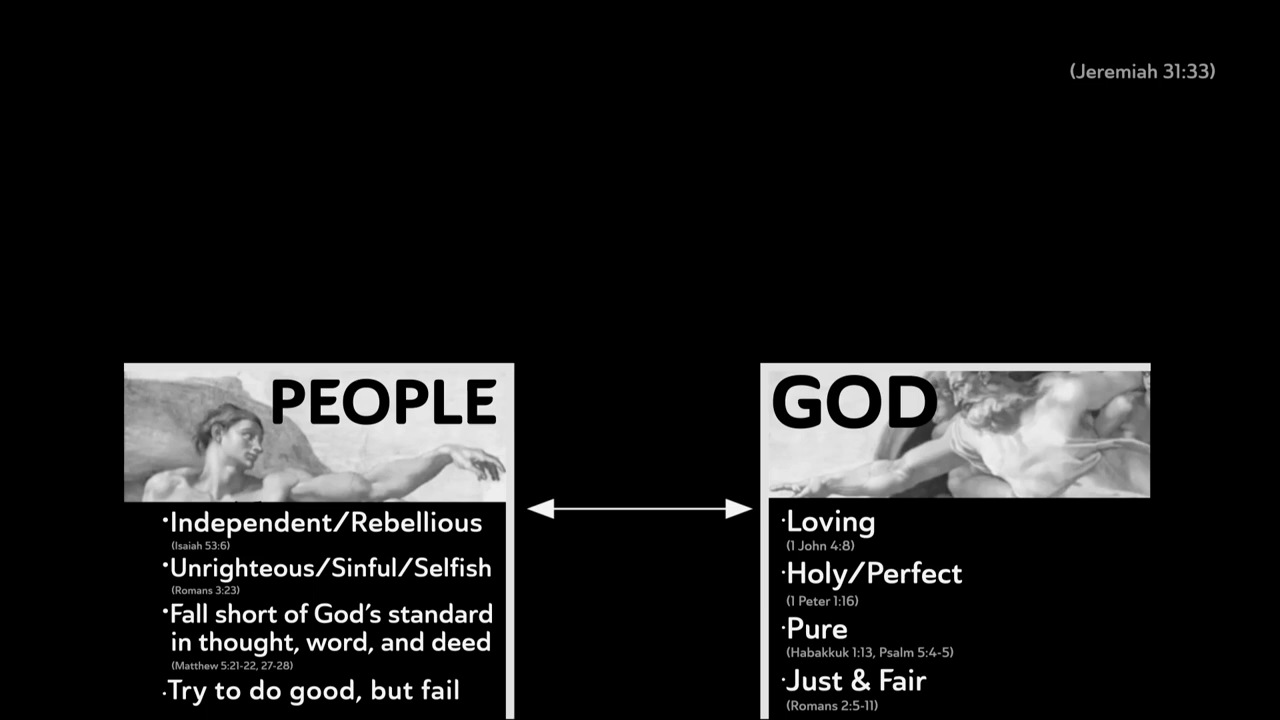 (Jeremiah 31:33)
PEOPLE
·Independent/Rebellious
(Isaiah 53:6)
·Unrighteous/Sinful/Selfish
(Romans 3:23)
·Fall short of God's standard
in thought, word, and deed
(Matthew 5:21-22, 27-28)
·Try to do good, but fail
GOD
·Loving
(1 John 4:8)
·Holy/Perfect
(1 Peter 1:16)
·Pure
(Habakkuk 1:13, Psalm 5:4-5)
·Just & Fair
(Romans 2:5-11)